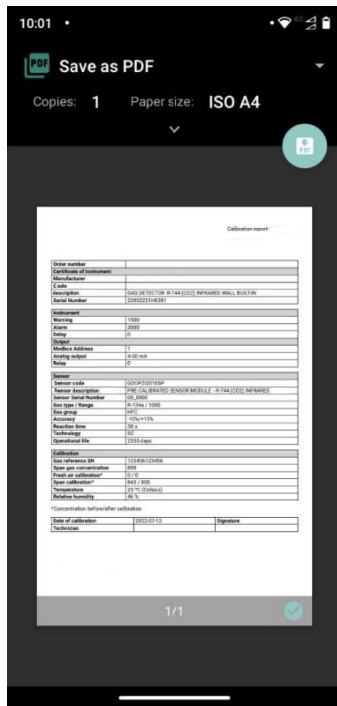 10:01
4G
PDF Save as PDF
Copies: 1 Paper size: ISO A4
PDF
Calibration report:
Order number
Certificate of Instrument
Manufacturer
Code
description GAS DETECTOR R-744 (CO2) INFRARED WALL BUILT-IN
Serial Number
Instrument
Warning 1500
Alarm 3000
Delay 0
Output
Modbus Address 1
Analog output 4-20 mA
Relay 0
Sensor
Sensor code
Sensor description PRE-CALIBRATED SENSOR MODULE - R-744 (CO2) INFRARED
Sensor Serial Number 00_0000
Gas type / Range R-134a / 1000
Gas group HFC
Accuracy -10%/+15%
Reaction time 30 s
Technology SC
Operational life 2555 days
Calibration
Gas reference SN 12345612345A
Span gas concentration 800
Fresh air calibration* 0 / 0
Span calibration* 843 / 800
Temperature 25 °C (Celsius)
Relative humidity 46 %
*Concentration before/after calibration
Date of calibration 2022-07-12 Signature
Technician
1/1